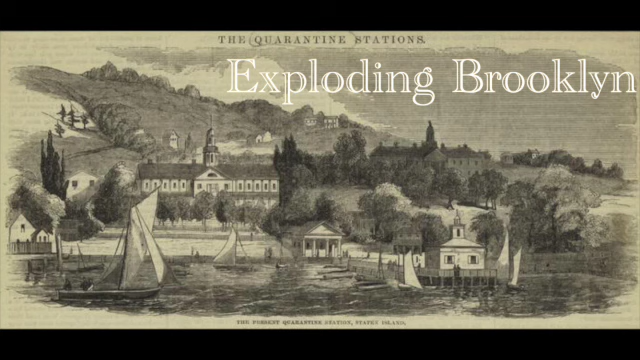 THE QUARANTINE STATIONS.
Exploding Brooklyn
THE PRESENT QUARANTINE STATION, STATEN ISLAND.